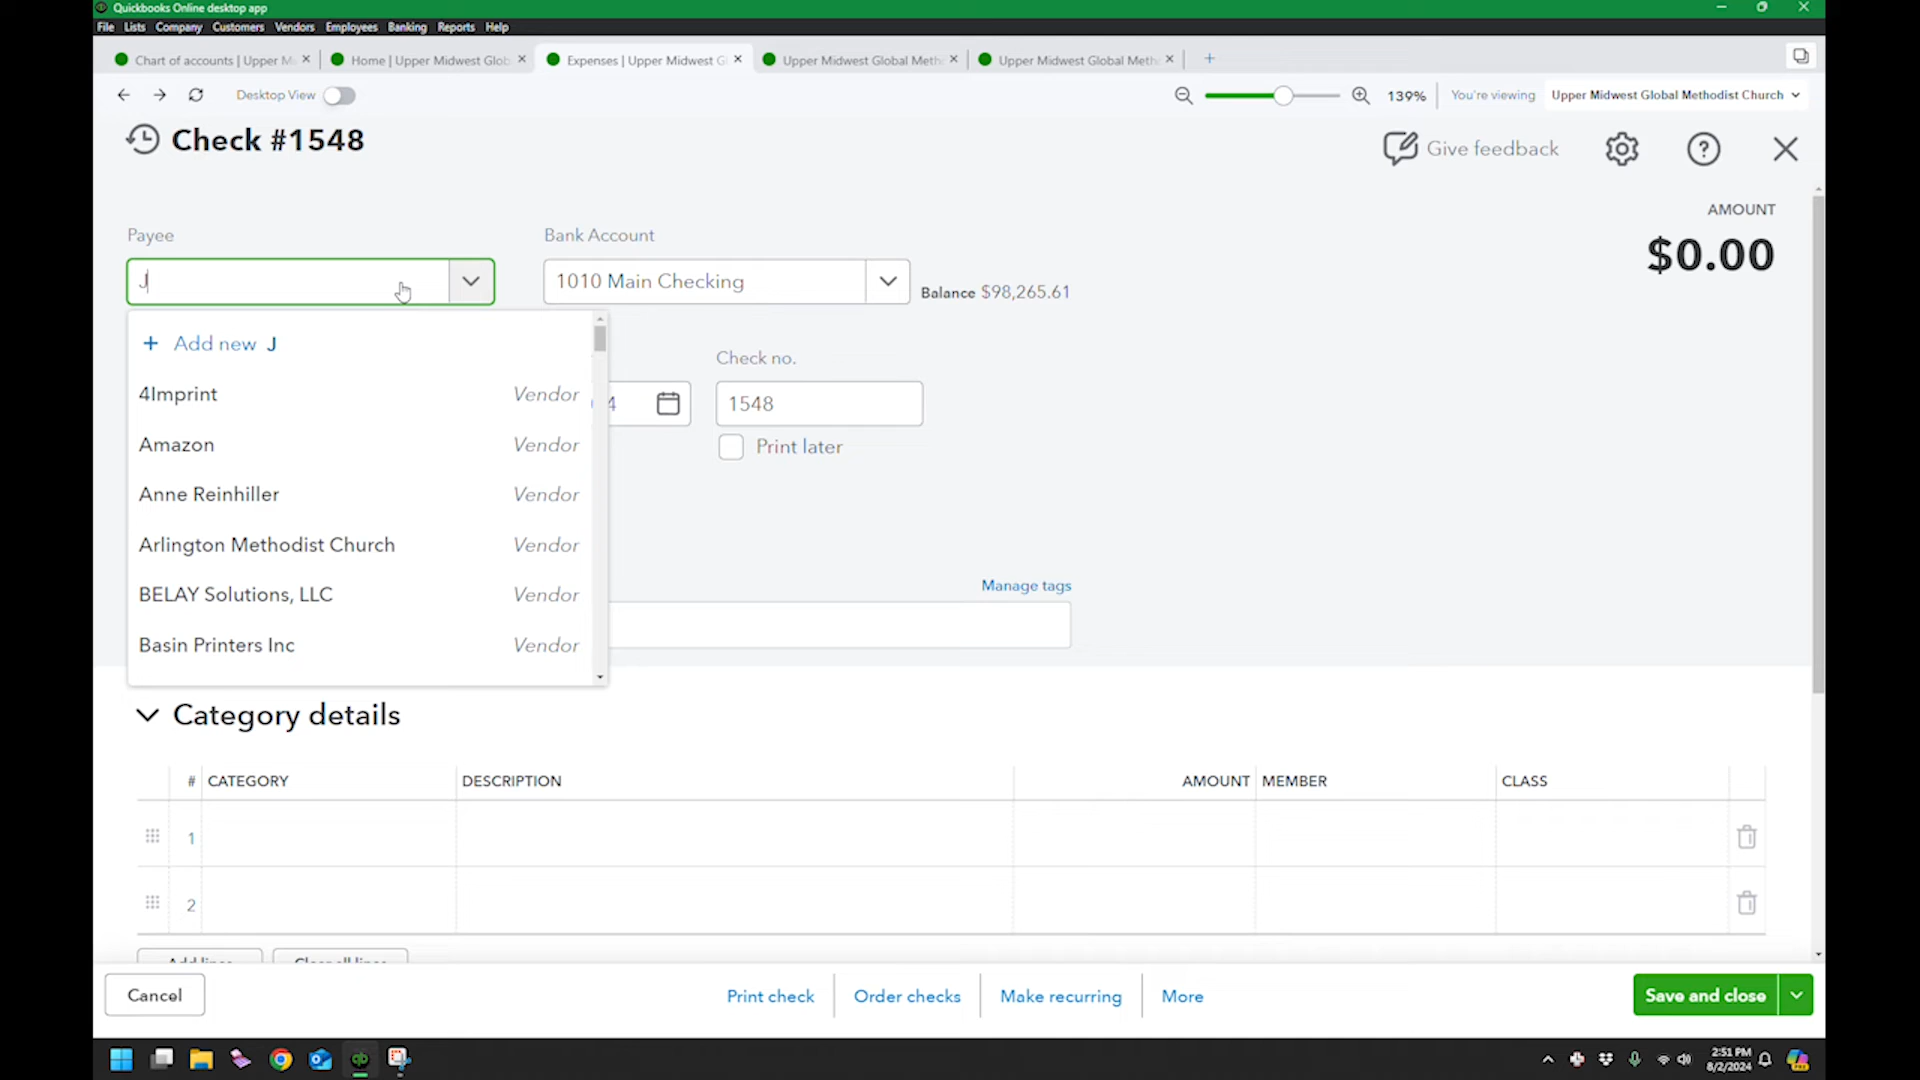 Quickbooks Online desktop app
File Lists Company Customers Vendors Employees Banking Reports Help
Chart of accounts | Upper M
Home | Upper Midwest Glob
Expenses | Upper Midwest G
Upper Midwest Global Meth
Upper Midwest Global Meth
Desktop View
139%
You're viewing
Upper Midwest Global Methodist Church
Check #1548
Give feedback
AMOUNT
$0.00
Payee
Bank Account
J
1010 Main Checking
Balance $98,265.61
+ Add new J
4Imprint Vendor
Amazon Vendor
Anne Reinhiller Vendor
Arlington Methodist Church Vendor
BELAY Solutions, LLC Vendor
Basin Printers Inc Vendor
4
Check no.
1548
Print later
Manage tags
Category details
# CATEGORY DESCRIPTION AMOUNT MEMBER CLASS
1
2
Add lines
Clear all lines
Cancel
Print check
Order checks
Make recurring
More
Save and close
2:51 PM
8/2/2024